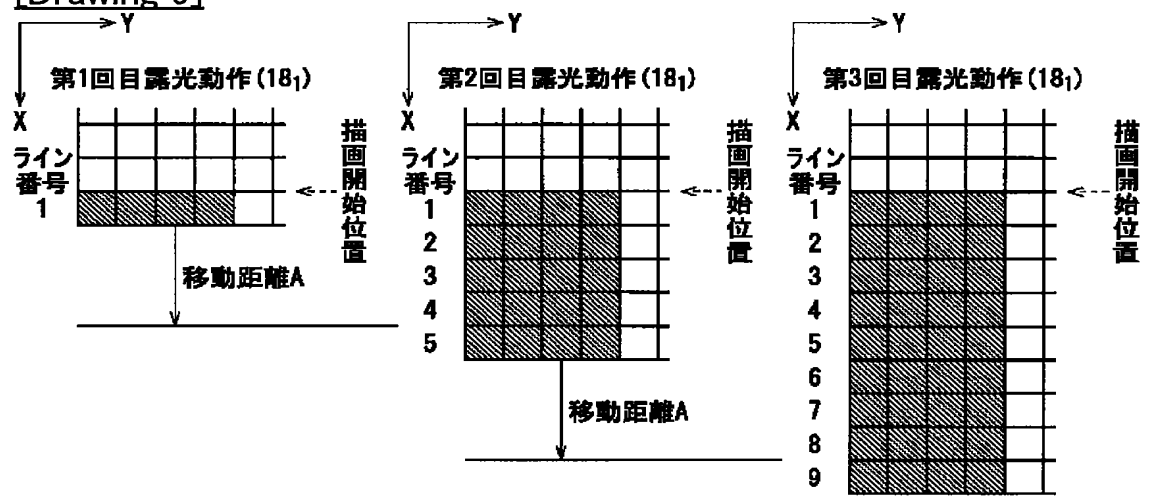 Y
第1回目露光動作(18₁)
X
ライン
番号
1
描画開始位置
移動距離A
Y
第2回目露光動作(18₁)
X
ライン
番号
1
2
3
4
5
描画開始位置
移動距離A
Y
第3回目露光動作(18₁)
X
ライン
番号
1
2
3
4
5
6
7
8
9
描画開始位置